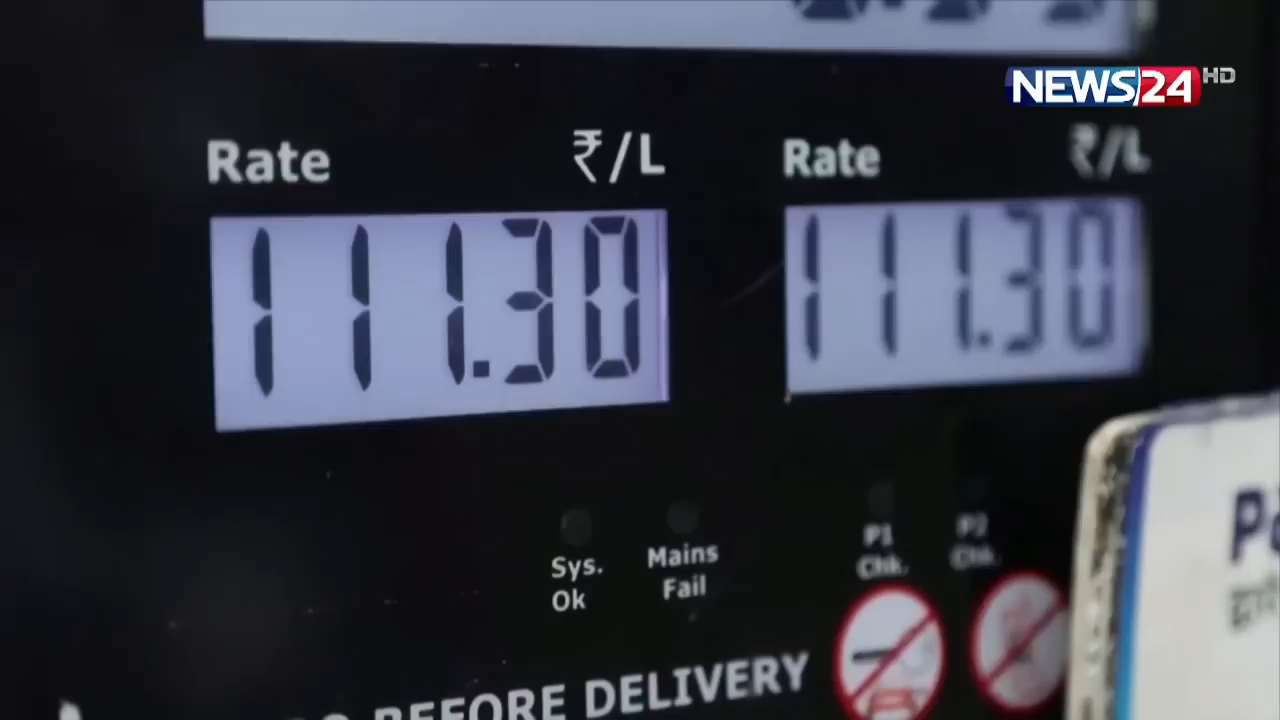 NEWS24 HD
Rate ₹/L
Rate ₹/L
111.30
111.30
Sys. Ok
Mains Fail
P1 Chk.
P2 Chk.
BEFORE DELIVERY